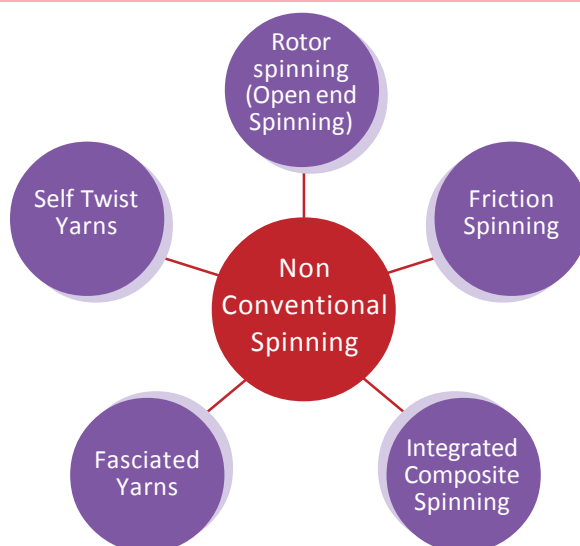 Rotor
spinning
(Open end
Spinning)
Self Twist
Yarns
Friction
Spinning
Non
Conventional
Spinning
Fasciated
Yarns
Integrated
Composite
Spinning